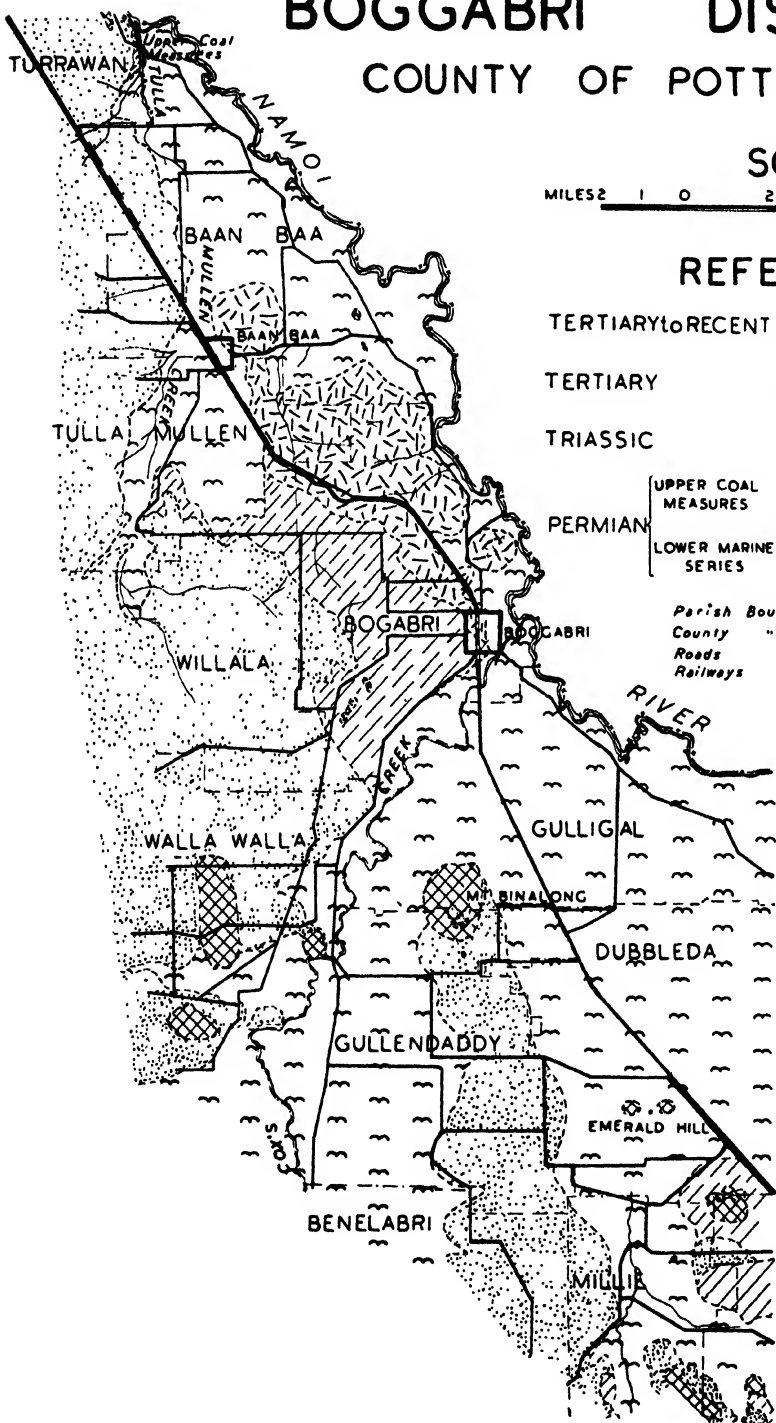 BOGGABRI DIS
COUNTY OF POTT
SC
MILES 2 1 0 2
REFE
TERTIARY to RECENT
TERTIARY
TRIASSIC
PERMIAN
UPPER COAL
MEASURES
LOWER MARINE
SERIES
Parish Bou
County "
Roads
Railways
Upper Coal
Measures
TURRAWAN
TULLA
NAMOI
BAAN BAA
MULLEN
BAAN BAA
CREEK
TULLA MULLEN
BOGABRI
BOGGABRI
WILLALA
RIVER
CREEK
GULLIGAL
WALLA WALLA
MT BINALONG
DUBBLEDA
GULLENDADDY
EMERALD HILL
COX'S
BENELABRI
MILLIE